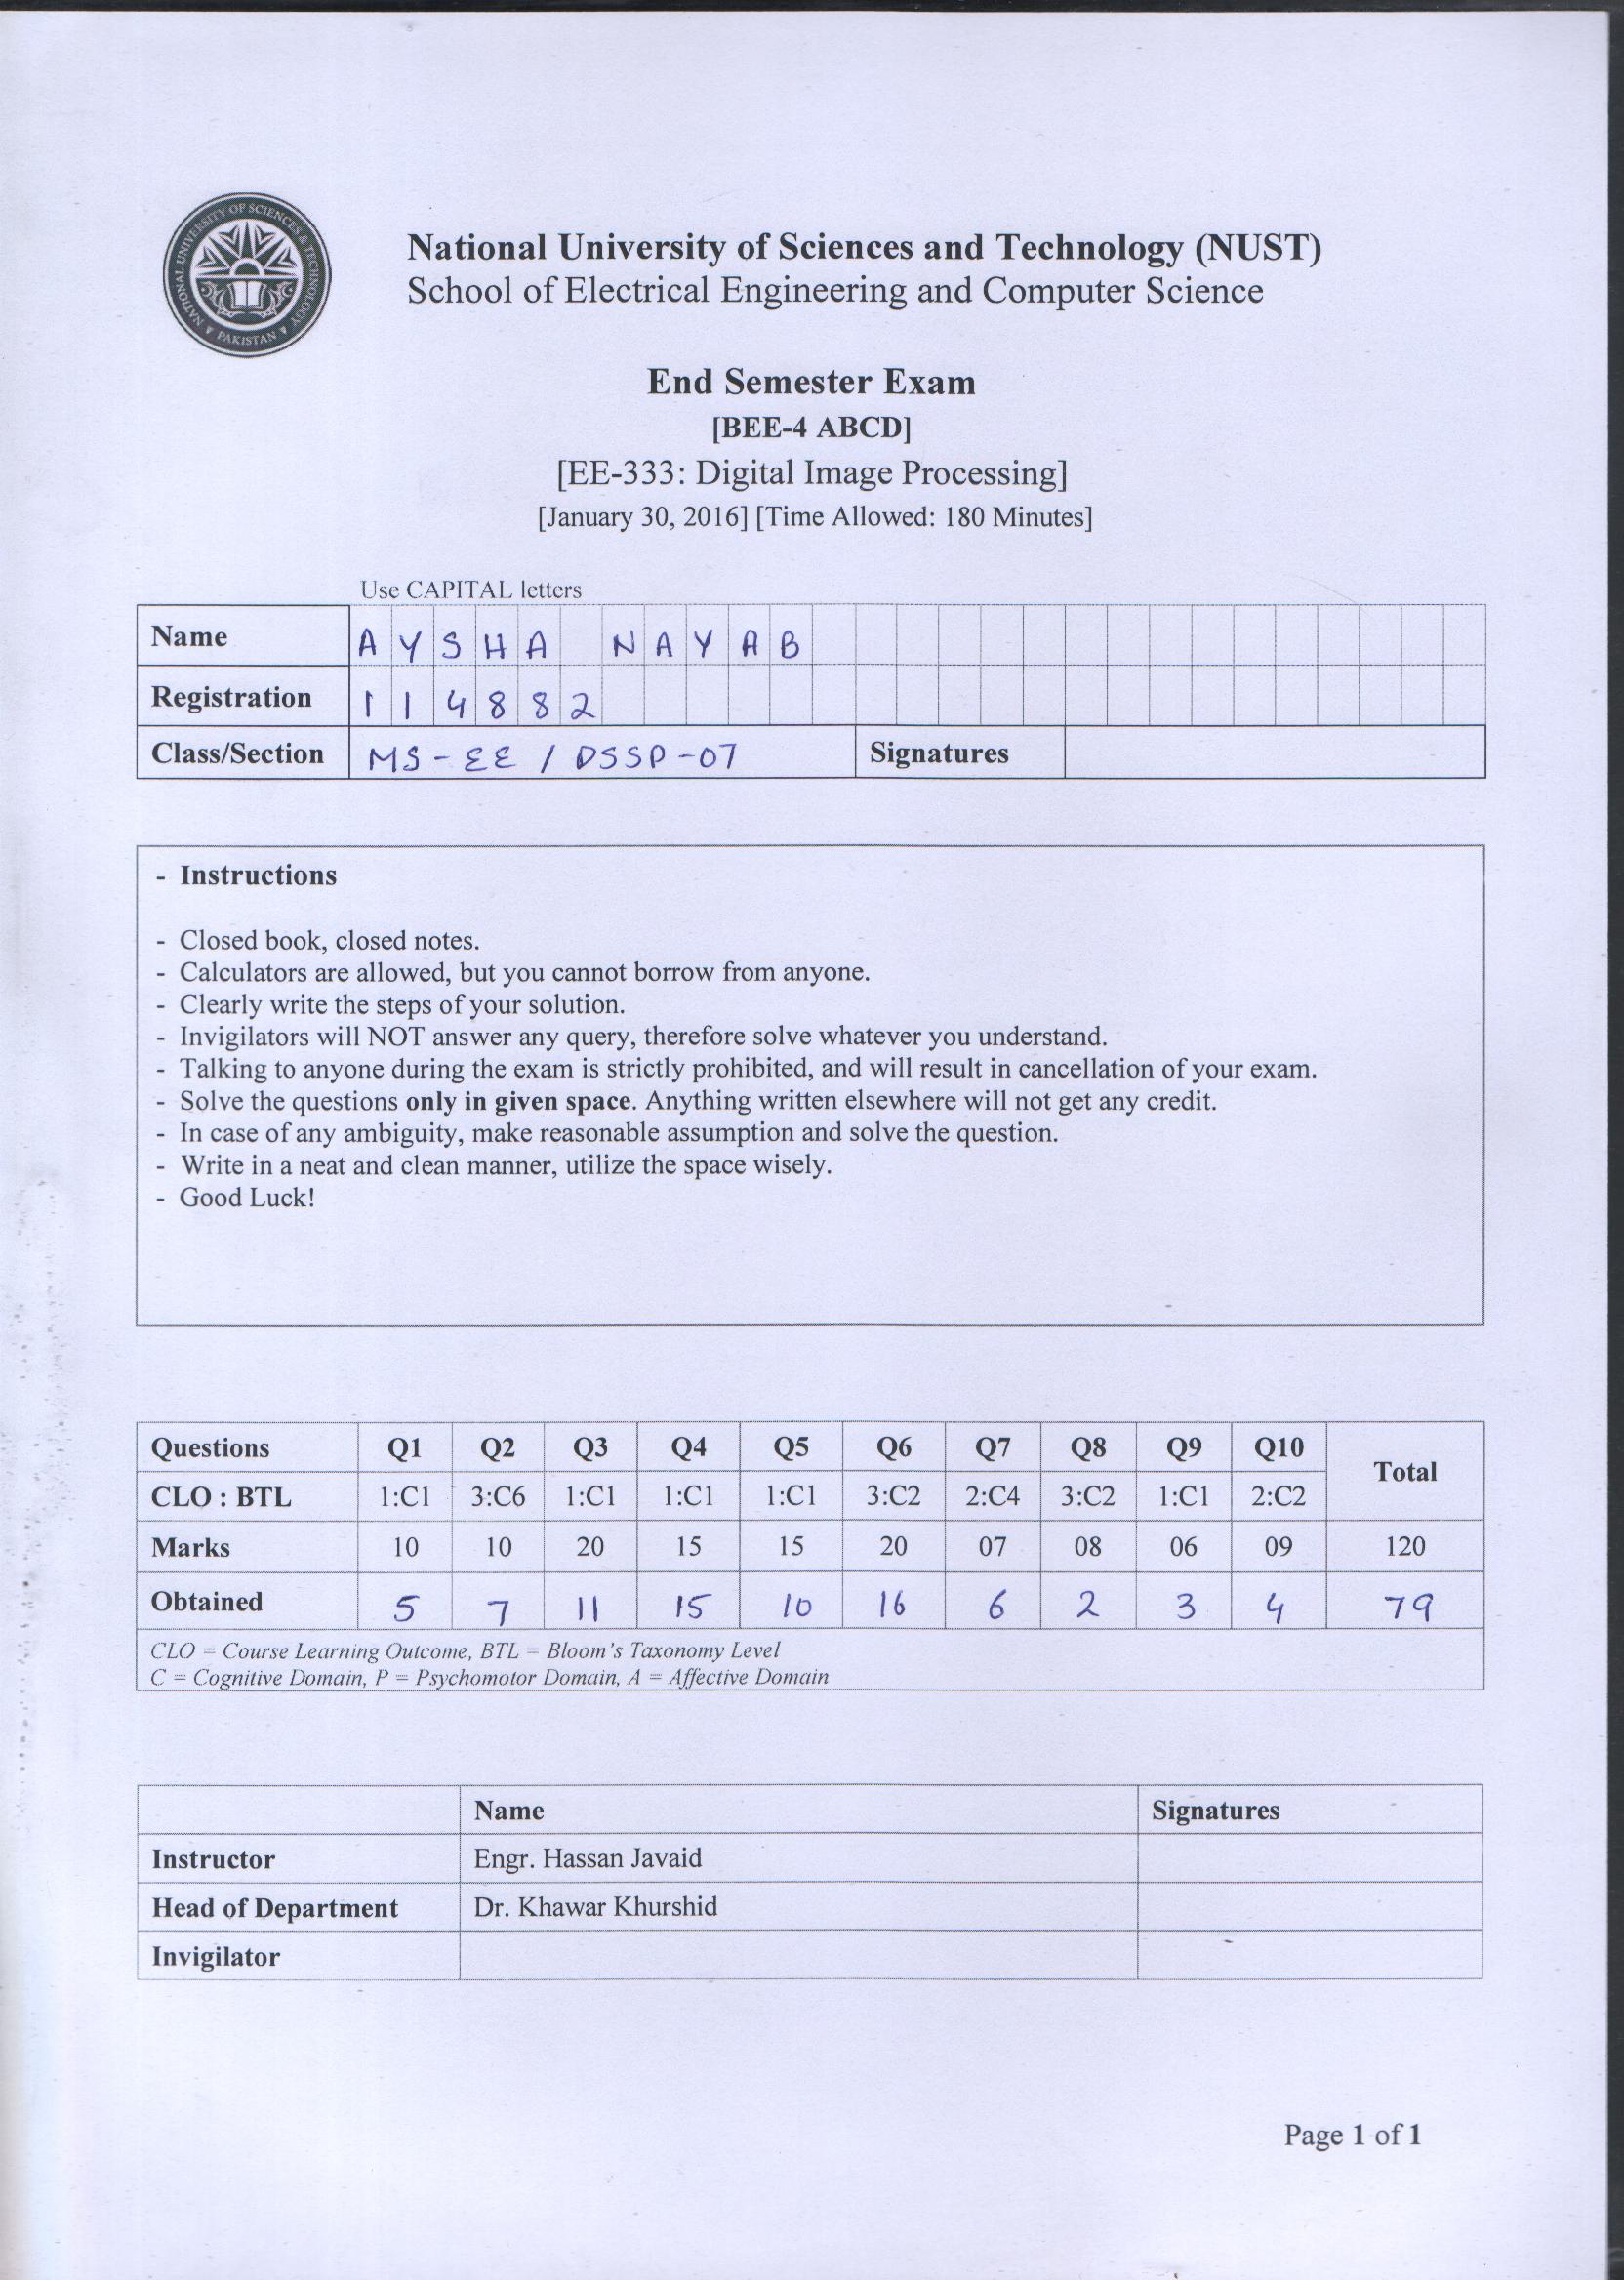 NATIONAL UNIVERSITY OF SCIENCES & TECHNOLOGY
PAKISTAN
National University of Sciences and Technology (NUST)
School of Electrical Engineering and Computer Science
End Semester Exam
[BEE-4 ABCD]
[EE-333: Digital Image Processing]
[January 30, 2016] [Time Allowed: 180 Minutes]
Use CAPITAL letters
Name AYSHA NAYAB
Registration 114882
Class/Section MS-EE / DSSP-07 Signatures
- Instructions
- Closed book, closed notes.
- Calculators are allowed, but you cannot borrow from anyone.
- Clearly write the steps of your solution.
- Invigilators will NOT answer any query, therefore solve whatever you understand.
- Talking to anyone during the exam is strictly prohibited, and will result in cancellation of your exam.
- Solve the questions only in given space. Anything written elsewhere will not get any credit.
- In case of any ambiguity, make reasonable assumption and solve the question.
- Write in a neat and clean manner, utilize the space wisely.
- Good Luck!
Questions Q1 Q2 Q3 Q4 Q5 Q6 Q7 Q8 Q9 Q10 Total
CLO : BTL 1:C1 3:C6 1:C1 1:C1 1:C1 3:C2 2:C4 3:C2 1:C1 2:C2
Marks 10 10 20 15 15 20 07 08 06 09 120
Obtained 5 7 11 15 10 16 6 2 3 4 79
CLO = Course Learning Outcome, BTL = Bloom's Taxonomy Level
C = Cognitive Domain, P = Psychomotor Domain, A = Affective Domain
Name Signatures
Instructor Engr. Hassan Javaid
Head of Department Dr. Khawar Khurshid
Invigilator
Page 1 of 1